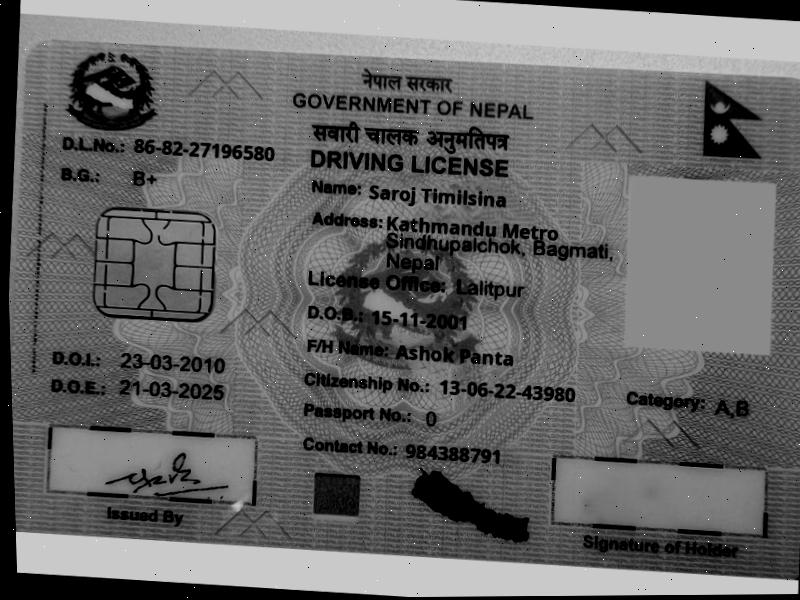 नेपाल सरकार
GOVERNMENT OF NEPAL
सवारी चालक अनुमतिपत्र
DRIVING LICENSE
D.L.No.: 86-82-27196580
B.G.: B+
Name: Saroj Timilsina
Address: Kathmandu Metro
Sindhupalchok, Bagmati,
Nepal
License Office: Lalitpur
D.O.B.: 15-11-2001
F/H Name: Ashok Panta
D.O.I.: 23-03-2010
D.O.E.: 21-03-2025
Citizenship No.: 13-06-22-43980
Passport No.: 0
Contact No.: 984388791
Category: A,B
Issued By
Signature of Holder